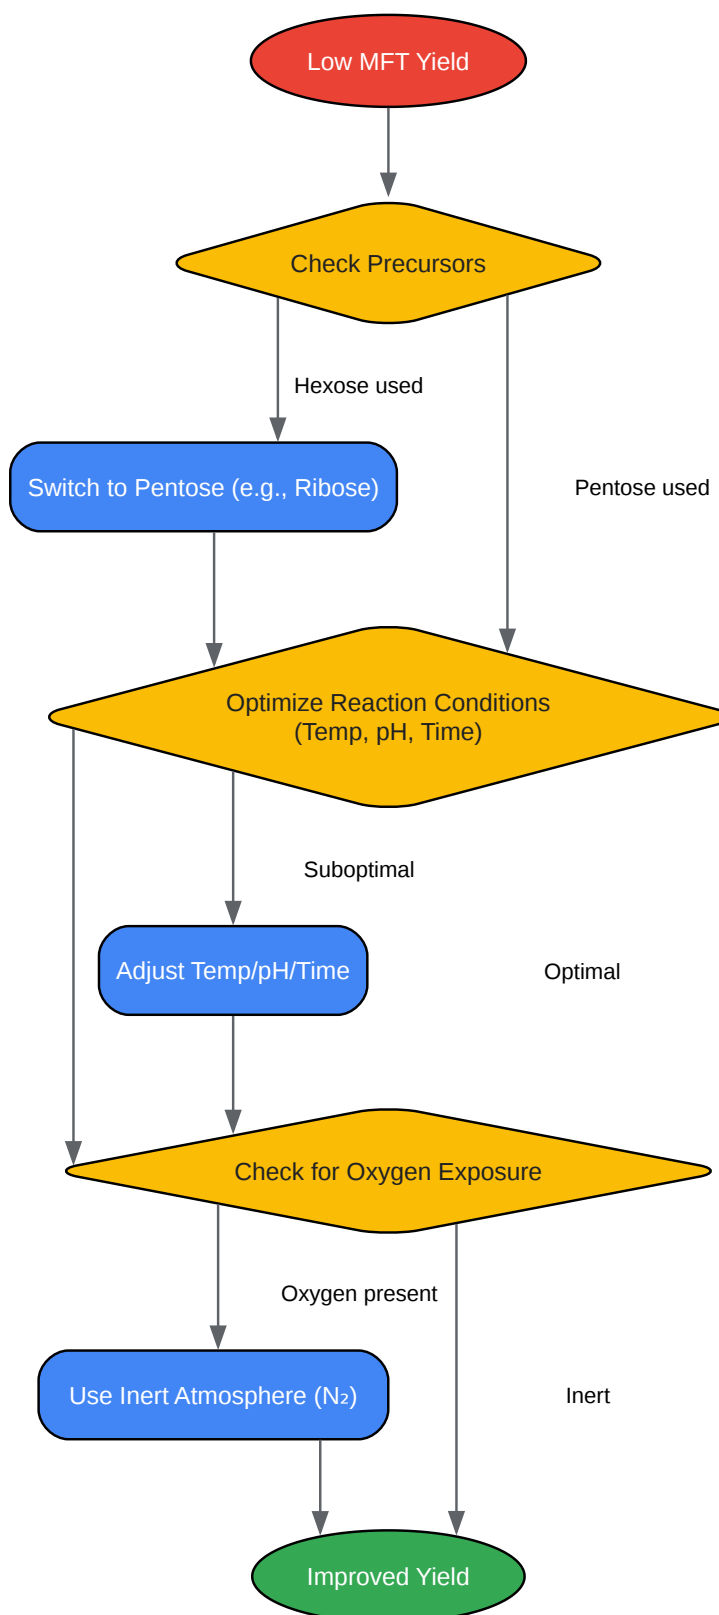 Low MFT Yield
Check Precursors
Hexose used
Switch to Pentose (e.g., Ribose)
Pentose used
Optimize Reaction Conditions
(Temp, pH, Time)
Suboptimal
Adjust Temp/pH/Time
Optimal
Check for Oxygen Exposure
Oxygen present
Use Inert Atmosphere (N₂)
Inert
Improved Yield